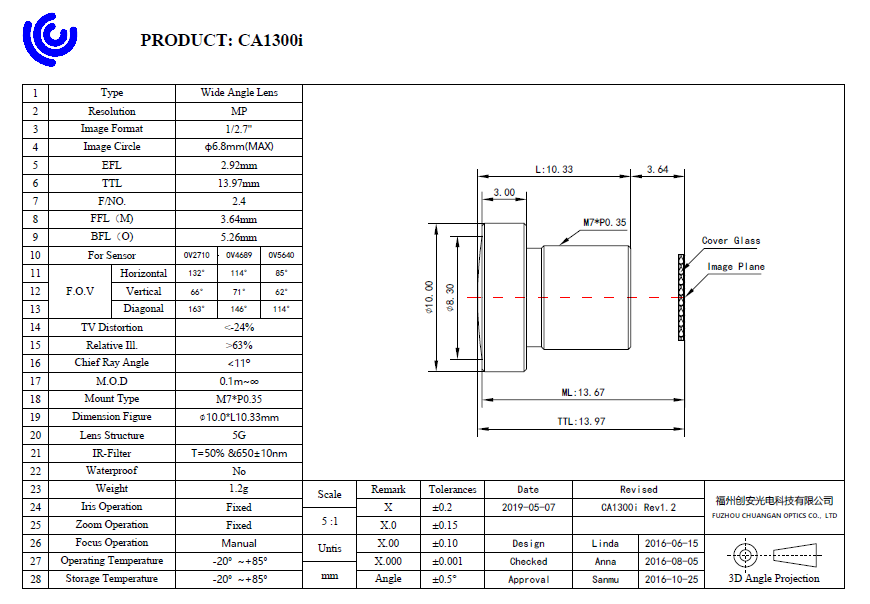 PRODUCT: CA1300i
1 Type Wide Angle Lens
2 Resolution MP
3 Image Format 1/2.7"
4 Image Circle φ6.8mm(MAX)
5 EFL 2.92mm
6 TTL 13.97mm
7 F/NO. 2.4
8 FFL (M) 3.64mm
9 BFL (O) 5.26mm
10 For Sensor OV2710 OV4689 OV5640
11 Horizontal 132° 114° 85°
12 F.O.V Vertical 66° 71° 62°
13 Diagonal 163° 146° 114°
14 TV Distortion <-24%
15 Relative Ill. >63%
16 Chief Ray Angle <11°
17 M.O.D 0.1m~∞
18 Mount Type M7*P0.35
19 Dimension Figure φ10.0*L10.33mm
20 Lens Structure 5G
21 IR-Filter T=50% &650±10nm
22 Waterproof No
23 Weight 1.2g
24 Iris Operation Fixed
25 Zoom Operation Fixed
26 Focus Operation Manual
27 Operating Temperature -20° ~+85°
28 Storage Temperature -20° ~+85°
L:10.33 3.64
3.00
M7*P0.35
Cover Glass
Image Plane
φ10.00
φ8.30
ML:13.67
TTL:13.97
Scale
5 :1
Untis
mm
Remark Tolerances Date Revised
X ±0.2 2019-05-07 CA1300i Rev1.2
X.0 ±0.15
X.00 ±0.10 Design Linda 2016-06-15
X.000 ±0.001 Checked Anna 2016-08-05
Angle ±0.5° Approval Sanmu 2016-10-25
福州创安光电科技有限公司
FUZHOU CHUANGAN OPTICS CO., LTD
3D Angle Projection